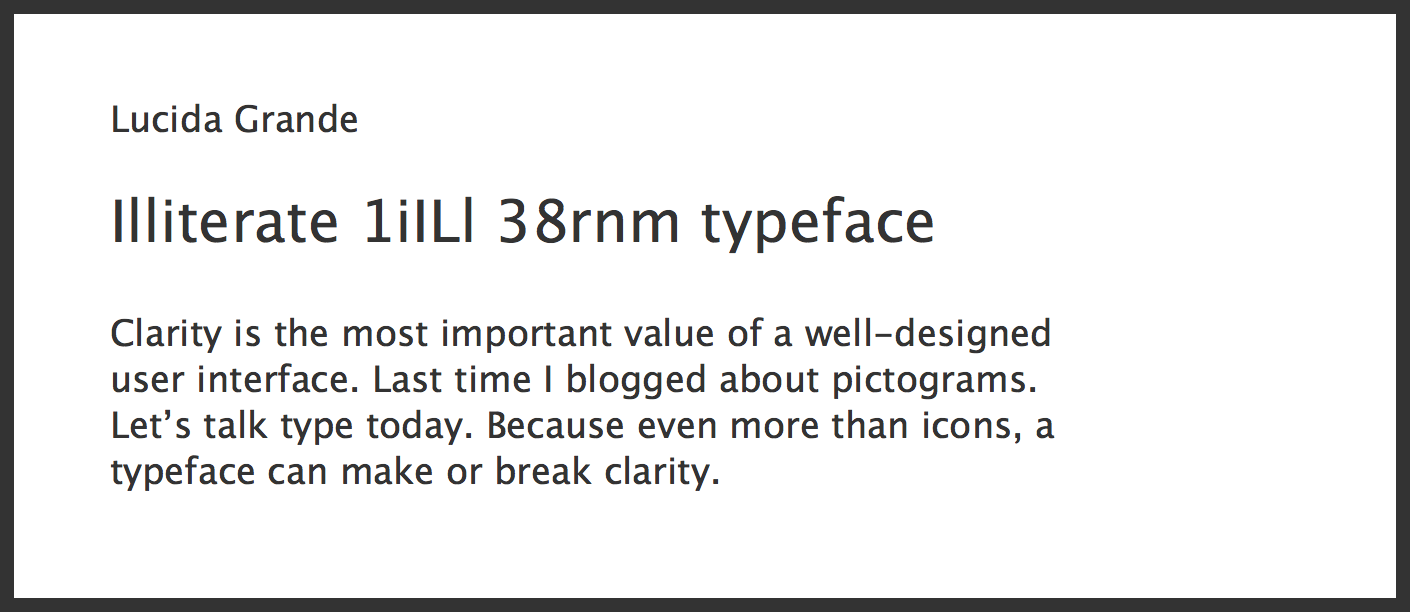 Lucida Grande
Illiterate 1iILl 38rnm typeface
Clarity is the most important value of a well-designed
user interface. Last time I blogged about pictograms.
Let’s talk type today. Because even more than icons, a
typeface can make or break clarity.